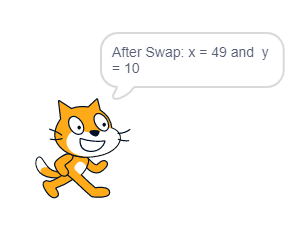 After Swap: x = 49 and  y
= 10